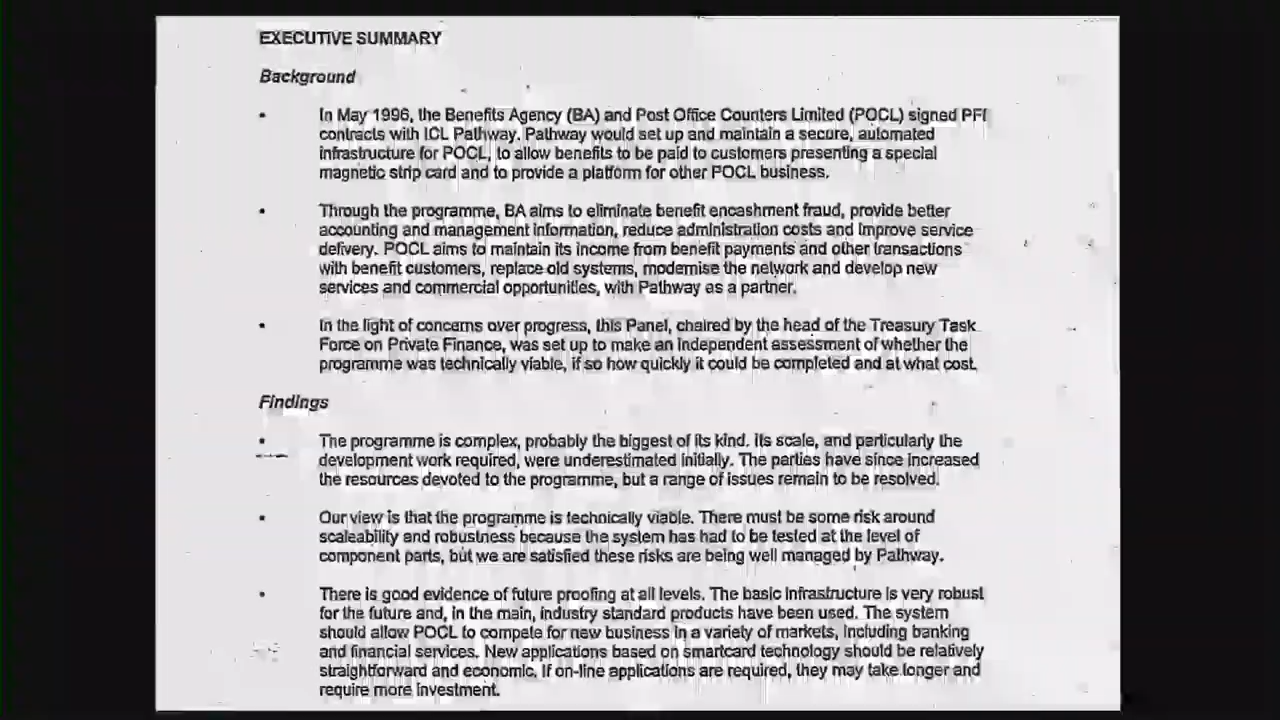 EXECUTIVE SUMMARY
Background
• In May 1996, the Benefits Agency (BA) and Post Office Counters Limited (POCL) signed PFI
contracts with ICL Pathway. Pathway would set up and maintain a secure, automated
infrastructure for POCL, to allow benefits to be paid to customers presenting a special
magnetic strip card and to provide a platform for other POCL business.
• Through the programme, BA aims to eliminate benefit encashment fraud, provide better
accounting and management information, reduce administration costs and improve service
delivery. POCL aims to maintain its income from benefit payments and other transactions
with benefit customers, replace old systems, modernise the network and develop new
services and commercial opportunities, with Pathway as a partner.
• In the light of concerns over progress, this Panel, chaired by the head of the Treasury Task
Force on Private Finance, was set up to make an independent assessment of whether the
programme was technically viable, if so how quickly it could be completed and at what cost.
Findings
• The programme is complex, probably the biggest of its kind. Its scale, and particularly the
development work required, were underestimated initially. The parties have since increased
the resources devoted to the programme, but a range of issues remain to be resolved.
• Our view is that the programme is technically viable. There must be some risk around
scaleability and robustness because the system has had to be tested at the level of
component parts, but we are satisfied these risks are being well managed by Pathway.
• There is good evidence of future proofing at all levels. The basic infrastructure is very robust
for the future and, in the main, industry standard products have been used. The system
should allow POCL to compete for new business in a variety of markets, including banking
and financial services. New applications based on smartcard technology should be relatively
straightforward and economic. If on-line applications are required, they may take longer and
require more investment.